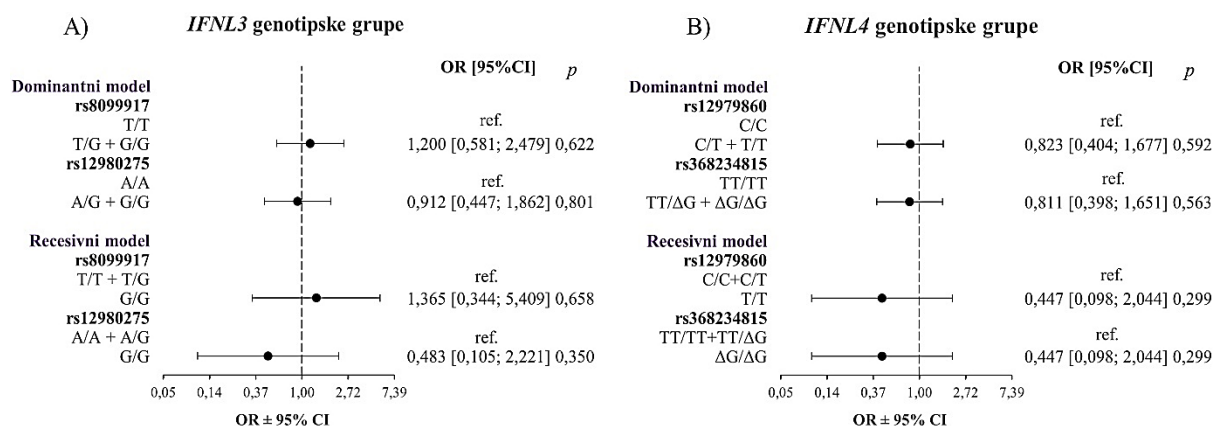 A)
IFNL3 genotipske grupe
OR [95%CI] p
Dominantni model
rs8099917
T/T ref.
T/G + G/G 1,200 [0,581; 2,479] 0,622
rs12980275
A/A ref.
A/G + G/G 0,912 [0,447; 1,862] 0,801
Recesivni model
rs8099917
T/T + T/G ref.
G/G 1,365 [0,344; 5,409] 0,658
rs12980275
A/A + A/G ref.
G/G 0,483 [0,105; 2,221] 0,350
0,05 0,14 0,37 1,00 2,72 7,39
OR ± 95% CI
B)
IFNL4 genotipske grupe
OR [95%CI] p
Dominantni model
rs12979860
C/C ref.
C/T + T/T 0,823 [0,404; 1,677] 0,592
rs368234815
TT/TT ref.
TT/ΔG + ΔG/ΔG 0,811 [0,398; 1,651] 0,563
Recesivni model
rs12979860
C/C+C/T ref.
T/T 0,447 [0,098; 2,044] 0,299
rs368234815
TT/TT+TT/ΔG ref.
ΔG/ΔG 0,447 [0,098; 2,044] 0,299
0,05 0,14 0,37 1,00 2,72 7,39
OR ± 95% CI